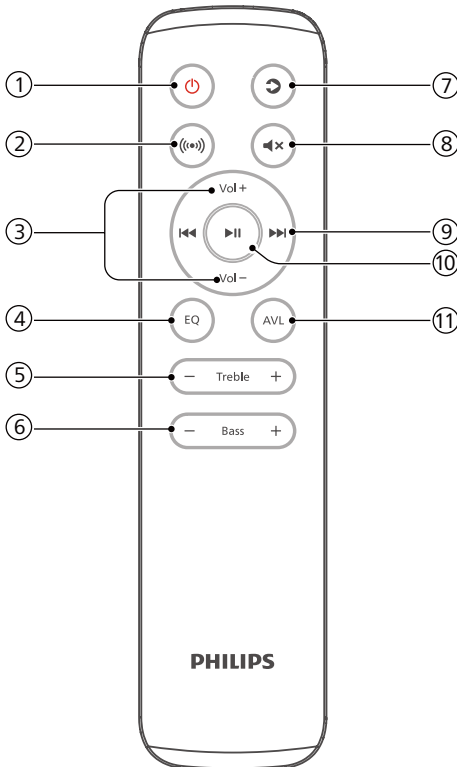 ①
⑦
②
⑧
Vol +
③
⑨
⑩
Vol −
④
EQ
AVL
⑪
⑤
− Treble +
⑥
− Bass +
PHILIPS